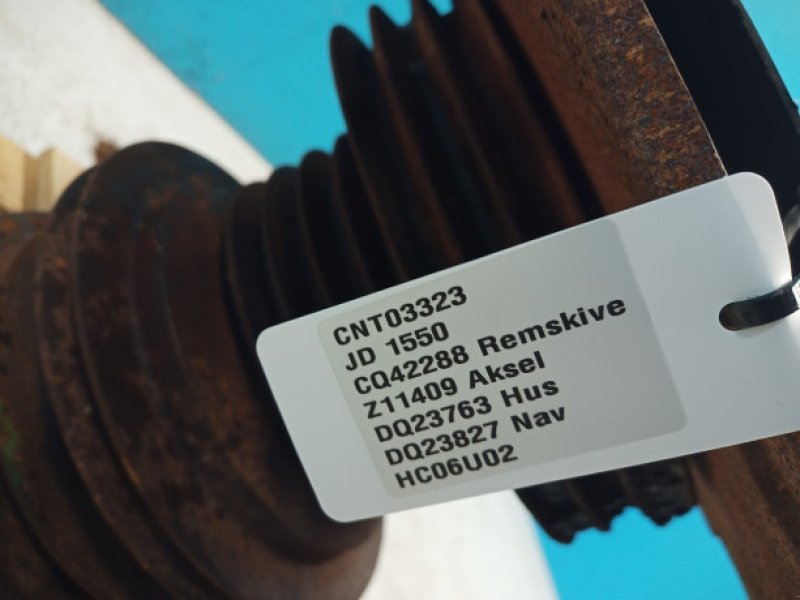 CNT03323
JD 1550
CQ42288 Remskive
Z11409 Aksel
DQ23763 Hus
DQ23827 Nav
HC06U02